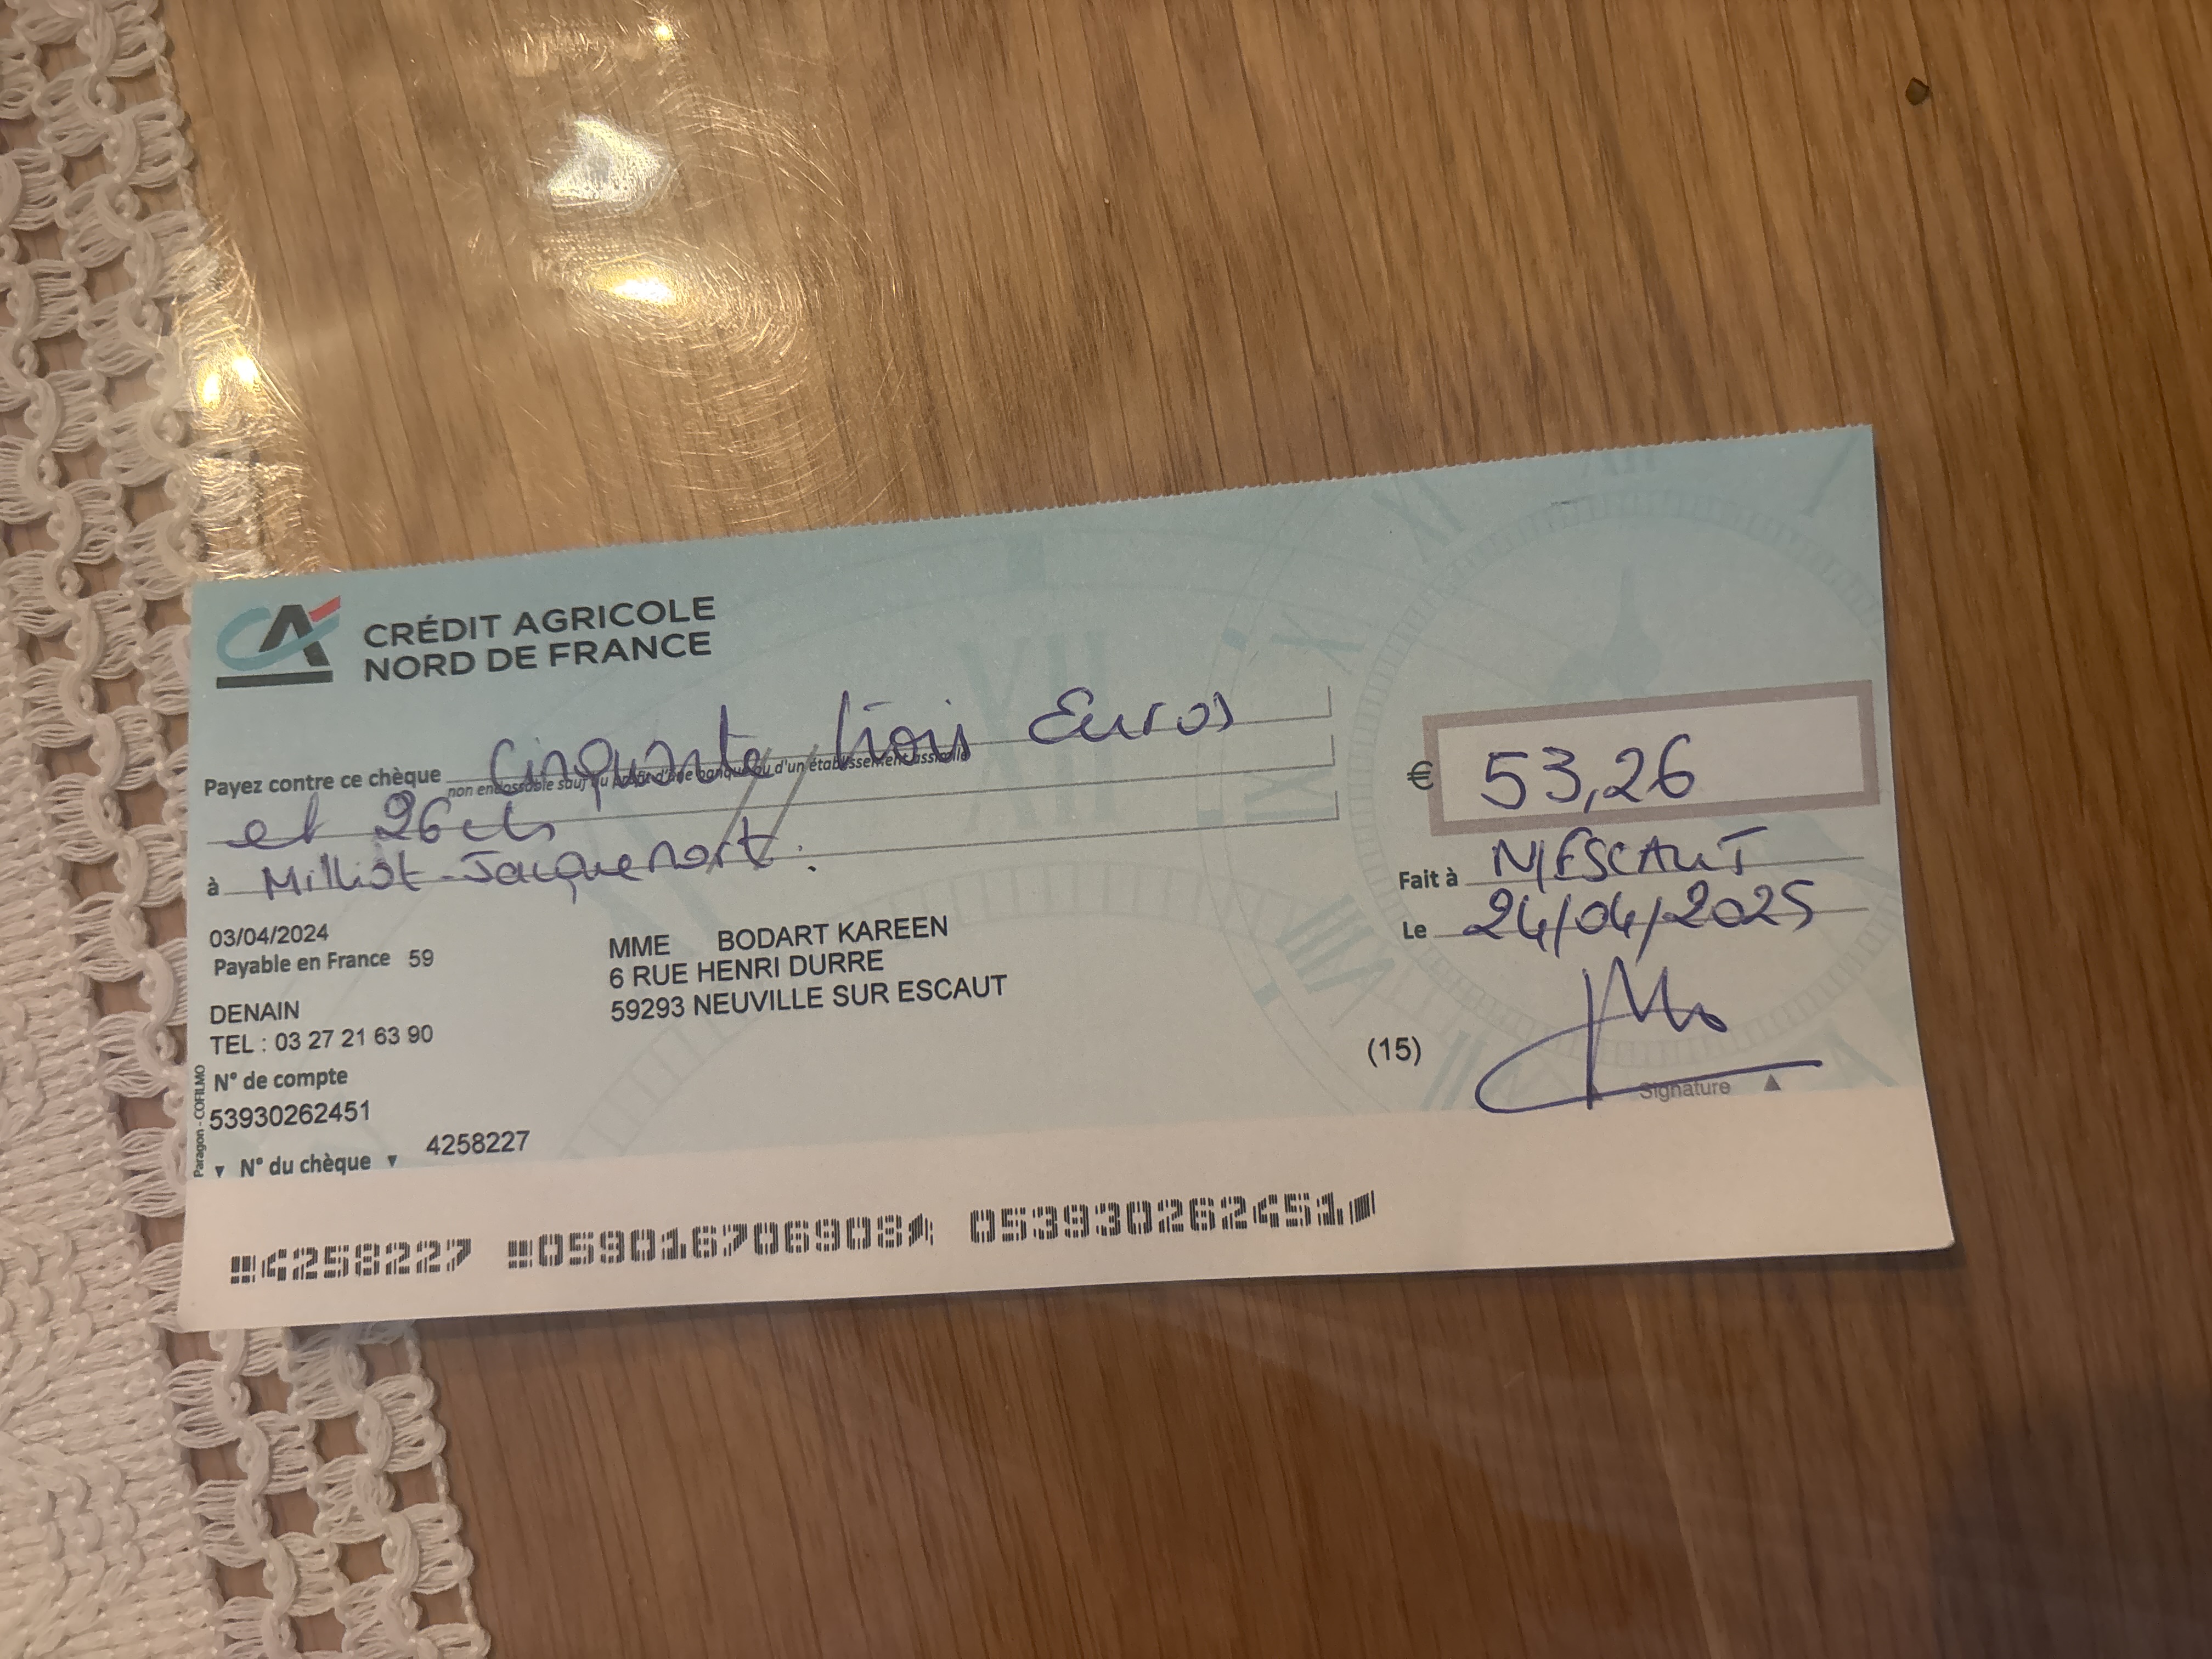 CRÉDIT AGRICOLE
NORD DE FRANCE
Payez contre ce chèque Cinquante trois Euros
non endossable sauf au profit d'une banque ou d'un établissement assimilé
et 26 cts
€ 53,26
à Milliot-Jacquenort.
Fait à N/ESCAUT
Le 24/04/2025
03/04/2024
Payable en France 59
DENAIN
TEL : 03 27 21 63 90
MME BODART KAREEN
6 RUE HENRI DURRE
59293 NEUVILLE SUR ESCAUT
(15)
Signature
Paragon - COFILMO
N° de compte
53930262451
N° du chèque 4258227
4258227 059016706908 053930262451